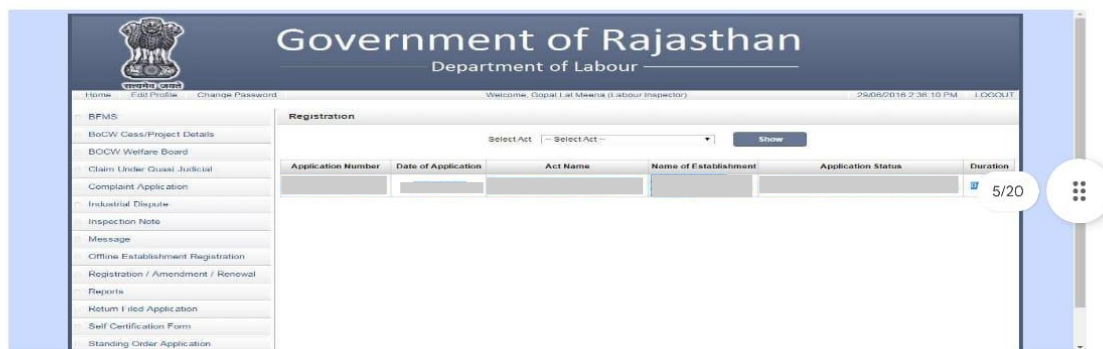 सत्यमेव जयते
Government of Rajasthan
Department of Labour
Home Edit Profile Change Password Welcome, Gopal Lal Meena (Labour Inspector) 29/06/2016 2:36:10 PM LOGOUT
BFMS
BoCW Cess/Project Details
BOCW Welfare Board
Claim Under Quasi Judicial
Complaint Application
Industrial Dispute
Inspection Note
Message
Offline Establishment Registration
Registration / Amendment / Renewal
Reports
Return Filed Application
Self Certification Form
Standing Order Application
Registration
Select Act -- Select Act -- Show
Application Number Date of Application Act Name Name of Establishment Application Status Duration
5/20